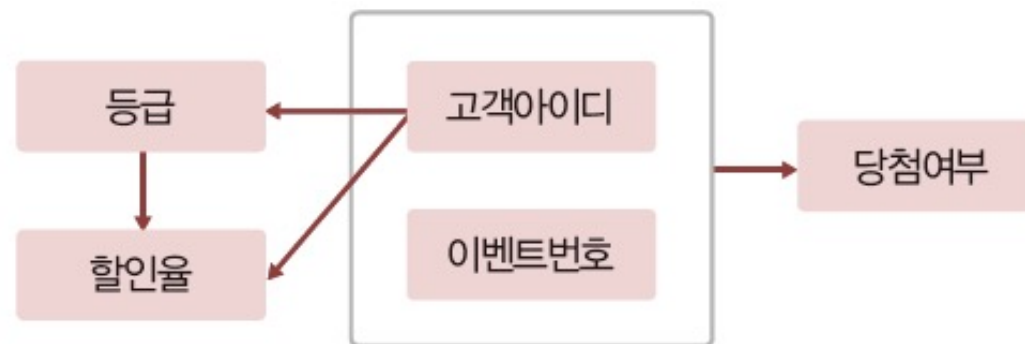 등급
고객아이디
당첨여부
할인율
이벤트번호